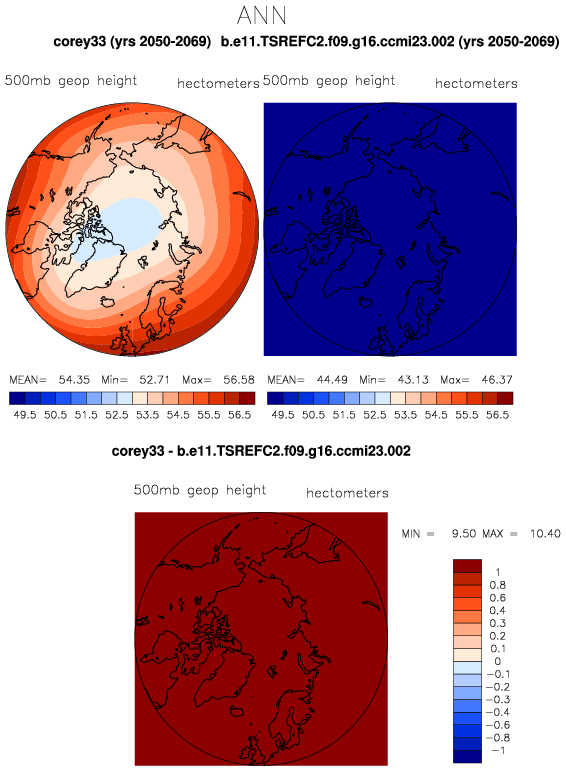 ANN
corey33 (yrs 2050-2069) b.e11.TSREFC2.f09.g16.ccmi23.002 (yrs 2050-2069)
500mb geop height hectometers 500mb geop height hectometers
MEAN= 54.35 Min= 52.71 Max= 56.58 MEAN= 44.49 Min= 43.13 Max= 46.37
49.5 50.5 51.5 52.5 53.5 54.5 55.5 56.5 49.5 50.5 51.5 52.5 53.5 54.5 55.5 56.5
corey33 - b.e11.TSREFC2.f09.g16.ccmi23.002
500mb geop height hectometers
MIN = 9.50 MAX = 10.40
1
0.8
0.6
0.4
0.3
0.2
0.1
0
−0.1
−0.2
−0.3
−0.4
−0.6
−0.8
−1